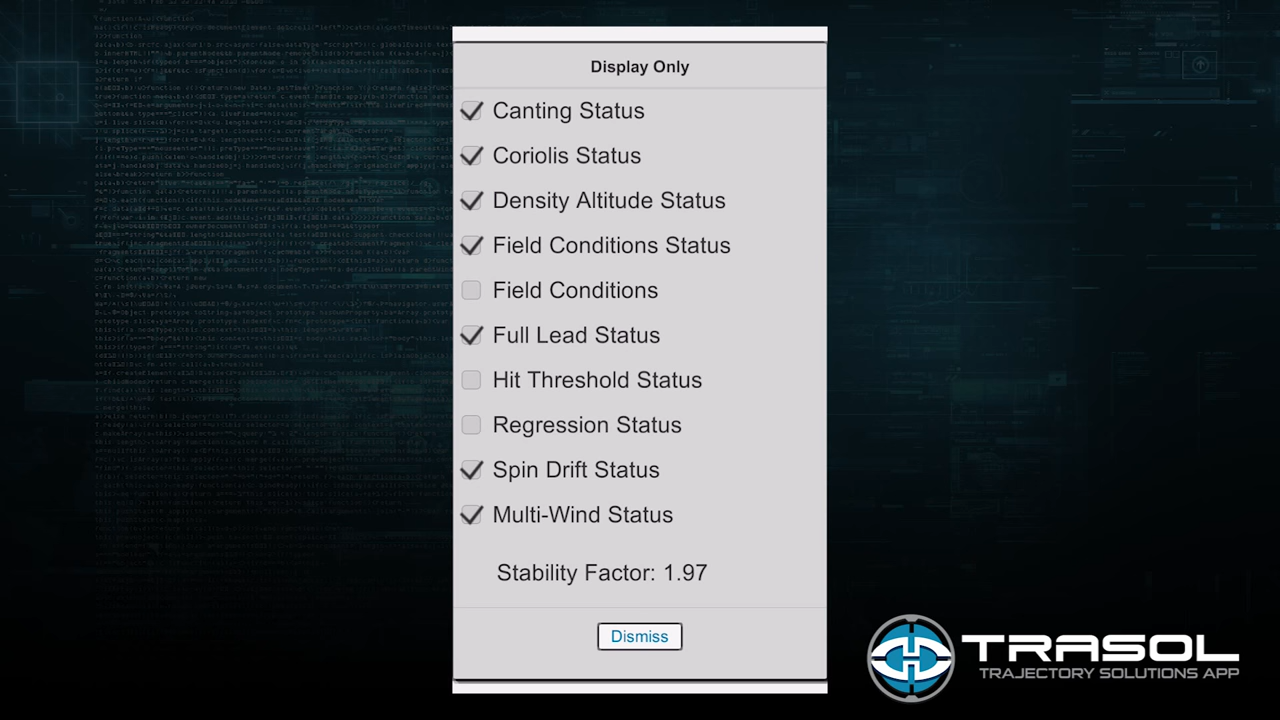 Display Only
Canting Status
Coriolis Status
Density Altitude Status
Field Conditions Status
Field Conditions
Full Lead Status
Hit Threshold Status
Regression Status
Spin Drift Status
Multi-Wind Status
Stability Factor: 1.97
Dismiss
TRASOL
TRAJECTORY SOLUTIONS APP